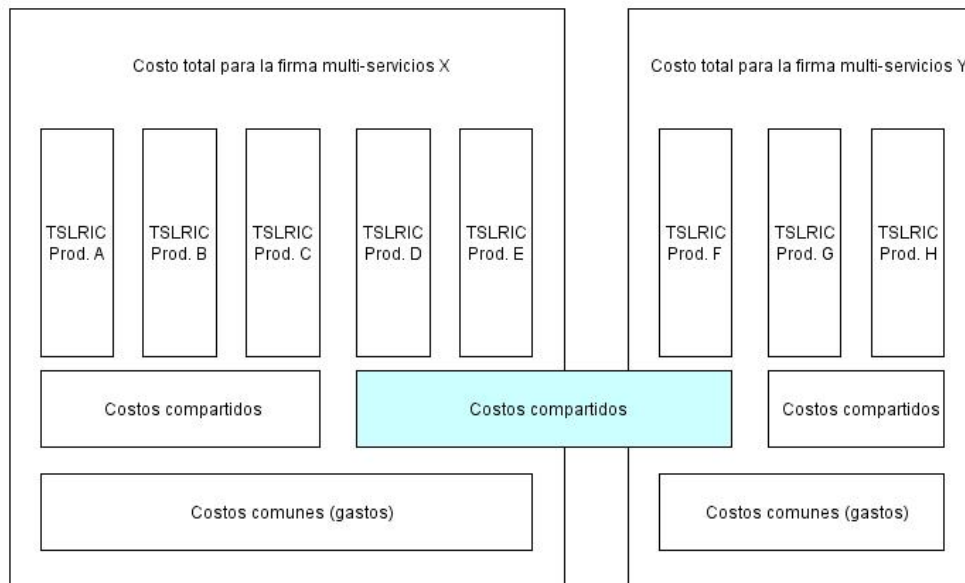 Costo total para la firma multi-servicios X
Costo total para la firma multi-servicios Y
TSLRIC
Prod. A
TSLRIC
Prod. B
TSLRIC
Prod. C
TSLRIC
Prod. D
TSLRIC
Prod. E
TSLRIC
Prod. F
TSLRIC
Prod. G
TSLRIC
Prod. H
Costos compartidos
Costos compartidos
Costos compartidos
Costos comunes (gastos)
Costos comunes (gastos)